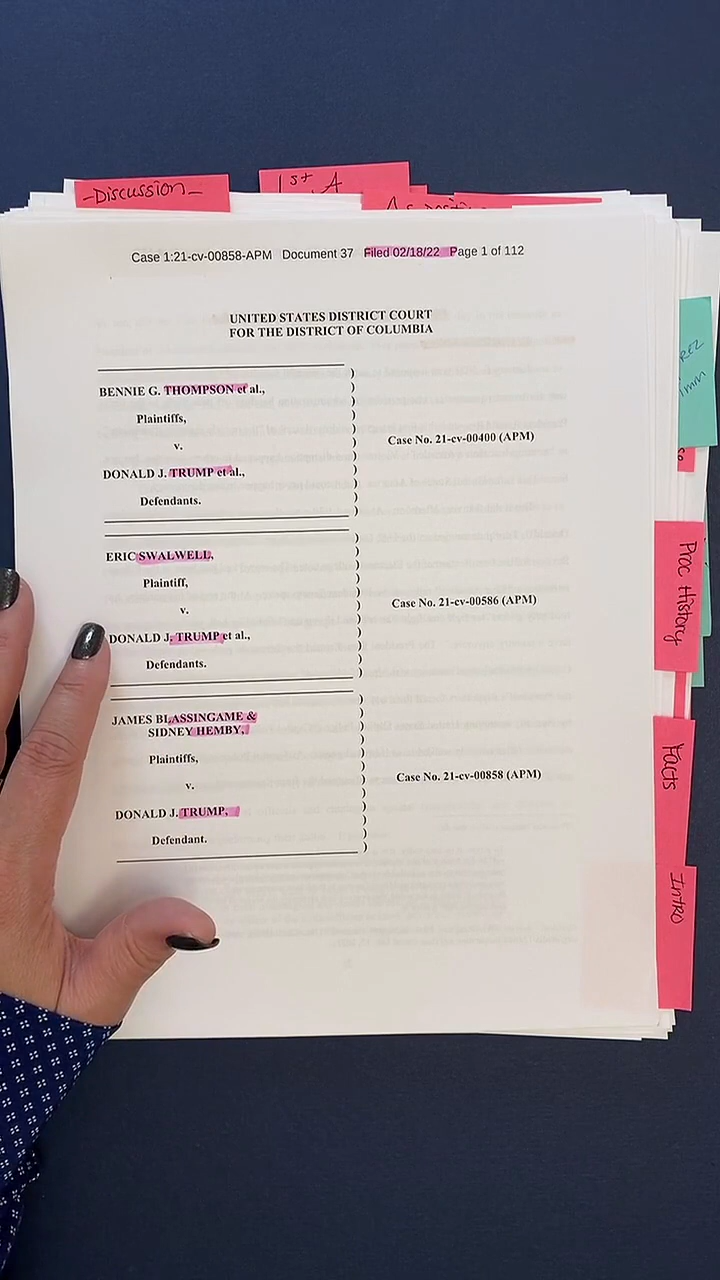 -Discussion-
1st A
Case 1:21-cv-00858-APM Document 37 Filed 02/18/22 Page 1 of 112
UNITED STATES DISTRICT COURT
FOR THE DISTRICT OF COLUMBIA
BENNIE G. THOMPSON et al.,
Plaintiffs,
v.
Case No. 21-cv-00400 (APM)
DONALD J. TRUMP et al.,
Defendants.
ERIC SWALWELL,
Plaintiff,
v.
Case No. 21-cv-00586 (APM)
DONALD J. TRUMP et al.,
Defendants.
JAMES BLASSINGAME &
SIDNEY HEMBY,
Plaintiffs,
v.
Case No. 21-cv-00858 (APM)
DONALD J. TRUMP,
Defendant.
Proc History
Facts
Intro